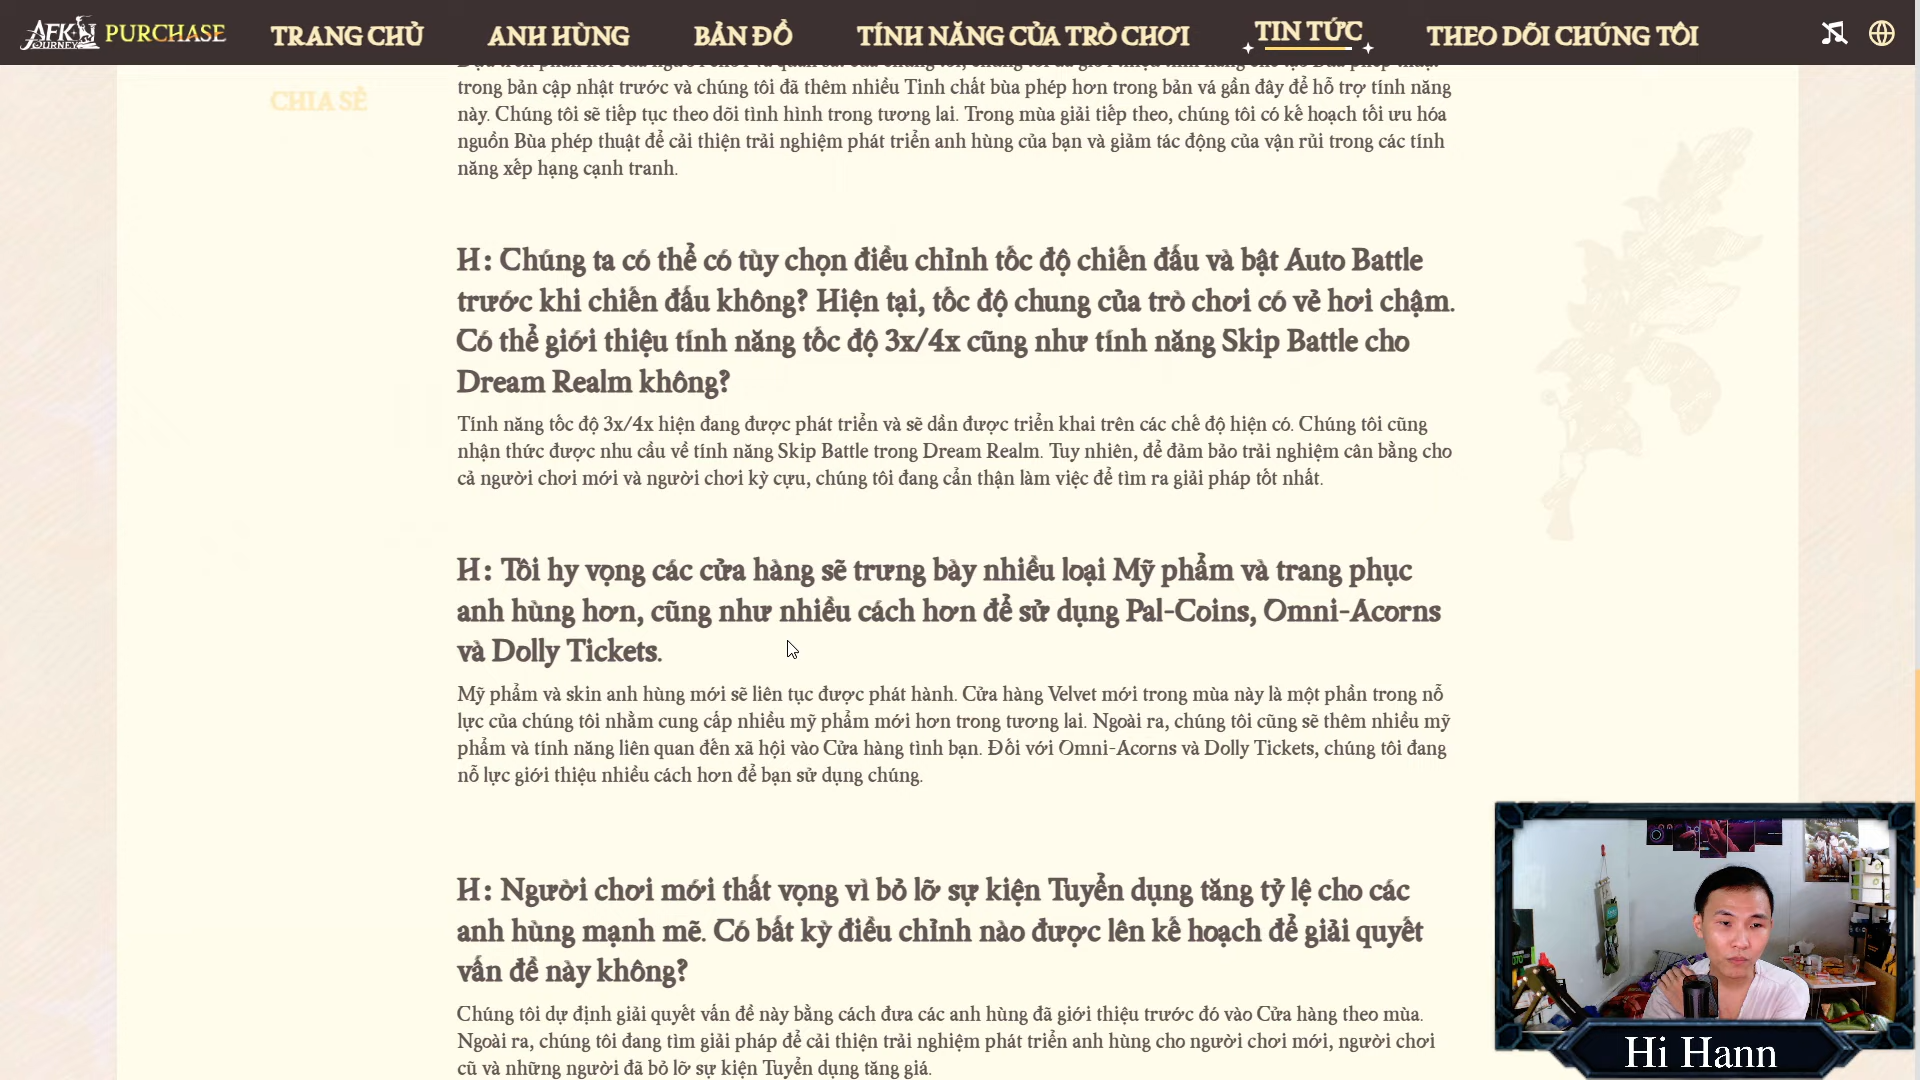 AFK JOURNEY PURCHASE TRANG CHỦ ANH HÙNG BẢN ĐỒ TÍNH NĂNG CỦA TRÒ CHƠI TIN TỨC THEO DÕI CHÚNG TÔI
CHIA SẺ
trong bản cập nhật trước và chúng tôi đã thêm nhiều Tinh chất bùa phép hơn trong bản vá gần đây để hỗ trợ tính năng
này. Chúng tôi sẽ tiếp tục theo dõi tình hình trong tương lai. Trong mùa giải tiếp theo, chúng tôi có kế hoạch tối ưu hóa
nguồn Bùa phép thuật để cải thiện trải nghiệm phát triển anh hùng của bạn và giảm tác động của vận rủi trong các tính
năng xếp hạng cạnh tranh.
H: Chúng ta có thể có tùy chọn điều chỉnh tốc độ chiến đấu và bật Auto Battle
trước khi chiến đấu không? Hiện tại, tốc độ chung của trò chơi có vẻ hơi chậm.
Có thể giới thiệu tính năng tốc độ 3x/4x cũng như tính năng Skip Battle cho
Dream Realm không?
Tính năng tốc độ 3x/4x hiện đang được phát triển và sẽ dần được triển khai trên các chế độ hiện có. Chúng tôi cũng
nhận thức được nhu cầu về tính năng Skip Battle trong Dream Realm. Tuy nhiên, để đảm bảo trải nghiệm cân bằng cho
cả người chơi mới và người chơi kỳ cựu, chúng tôi đang cẩn thận làm việc để tìm ra giải pháp tốt nhất.
H: Tôi hy vọng các cửa hàng sẽ trưng bày nhiều loại Mỹ phẩm và trang phục
anh hùng hơn, cũng như nhiều cách hơn để sử dụng Pal-Coins, Omni-Acorns
và Dolly Tickets.
Mỹ phẩm và skin anh hùng mới sẽ liên tục được phát hành. Cửa hàng Velvet mới trong mùa này là một phần trong nỗ
lực của chúng tôi nhằm cung cấp nhiều mỹ phẩm mới hơn trong tương lai. Ngoài ra, chúng tôi cũng sẽ thêm nhiều mỹ
phẩm và tính năng liên quan đến xã hội vào Cửa hàng tình bạn. Đối với Omni-Acorns và Dolly Tickets, chúng tôi đang
nỗ lực giới thiệu nhiều cách hơn để bạn sử dụng chúng.
H: Người chơi mới thất vọng vì bỏ lỡ sự kiện Tuyển dụng tăng tỷ lệ cho các
anh hùng mạnh mẽ. Có bất kỳ điều chỉnh nào được lên kế hoạch để giải quyết
vấn đề này không?
Chúng tôi dự định giải quyết vấn đề này bằng cách đưa các anh hùng đã giới thiệu trước đó vào Cửa hàng theo mùa.
Ngoài ra, chúng tôi đang tìm giải pháp để cải thiện trải nghiệm phát triển anh hùng cho người chơi mới, người chơi
cũ và những người đã bỏ lỡ sự kiện Tuyển dụng tăng giá.
Hi Hann